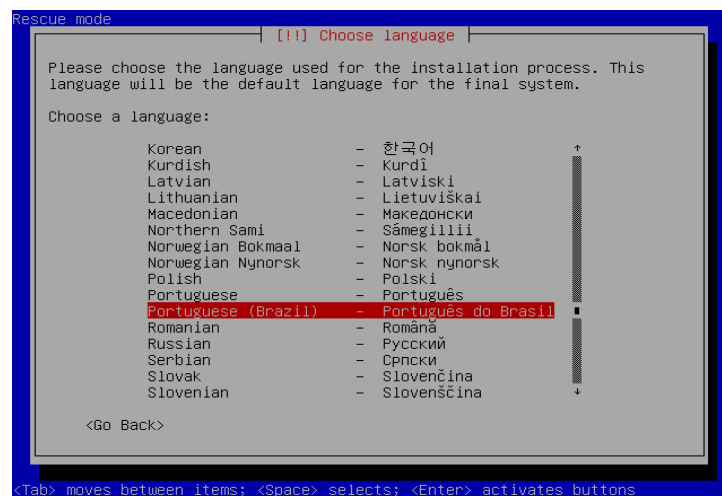 Rescue mode
[!!] Choose language
Please choose the language used for the installation process. This
language will be the default language for the final system.
Choose a language:
Korean - 한국어 ↑
Kurdish - Kurdî
Latvian - Latviski
Lithuanian - Lietuviškai
Macedonian - Македонски
Northern Sami - Sámegillii
Norwegian Bokmaal - Norsk bokmål
Norwegian Nynorsk - Norsk nynorsk
Polish - Polski
Portuguese - Português
Portuguese (Brazil) - Português do Brasil
Romanian - Română
Russian - Русский
Serbian - Српски
Slovak - Slovenčina
Slovenian - Slovenščina ↓
<Go Back>
<Tab> moves between items; <Space> selects; <Enter> activates buttons